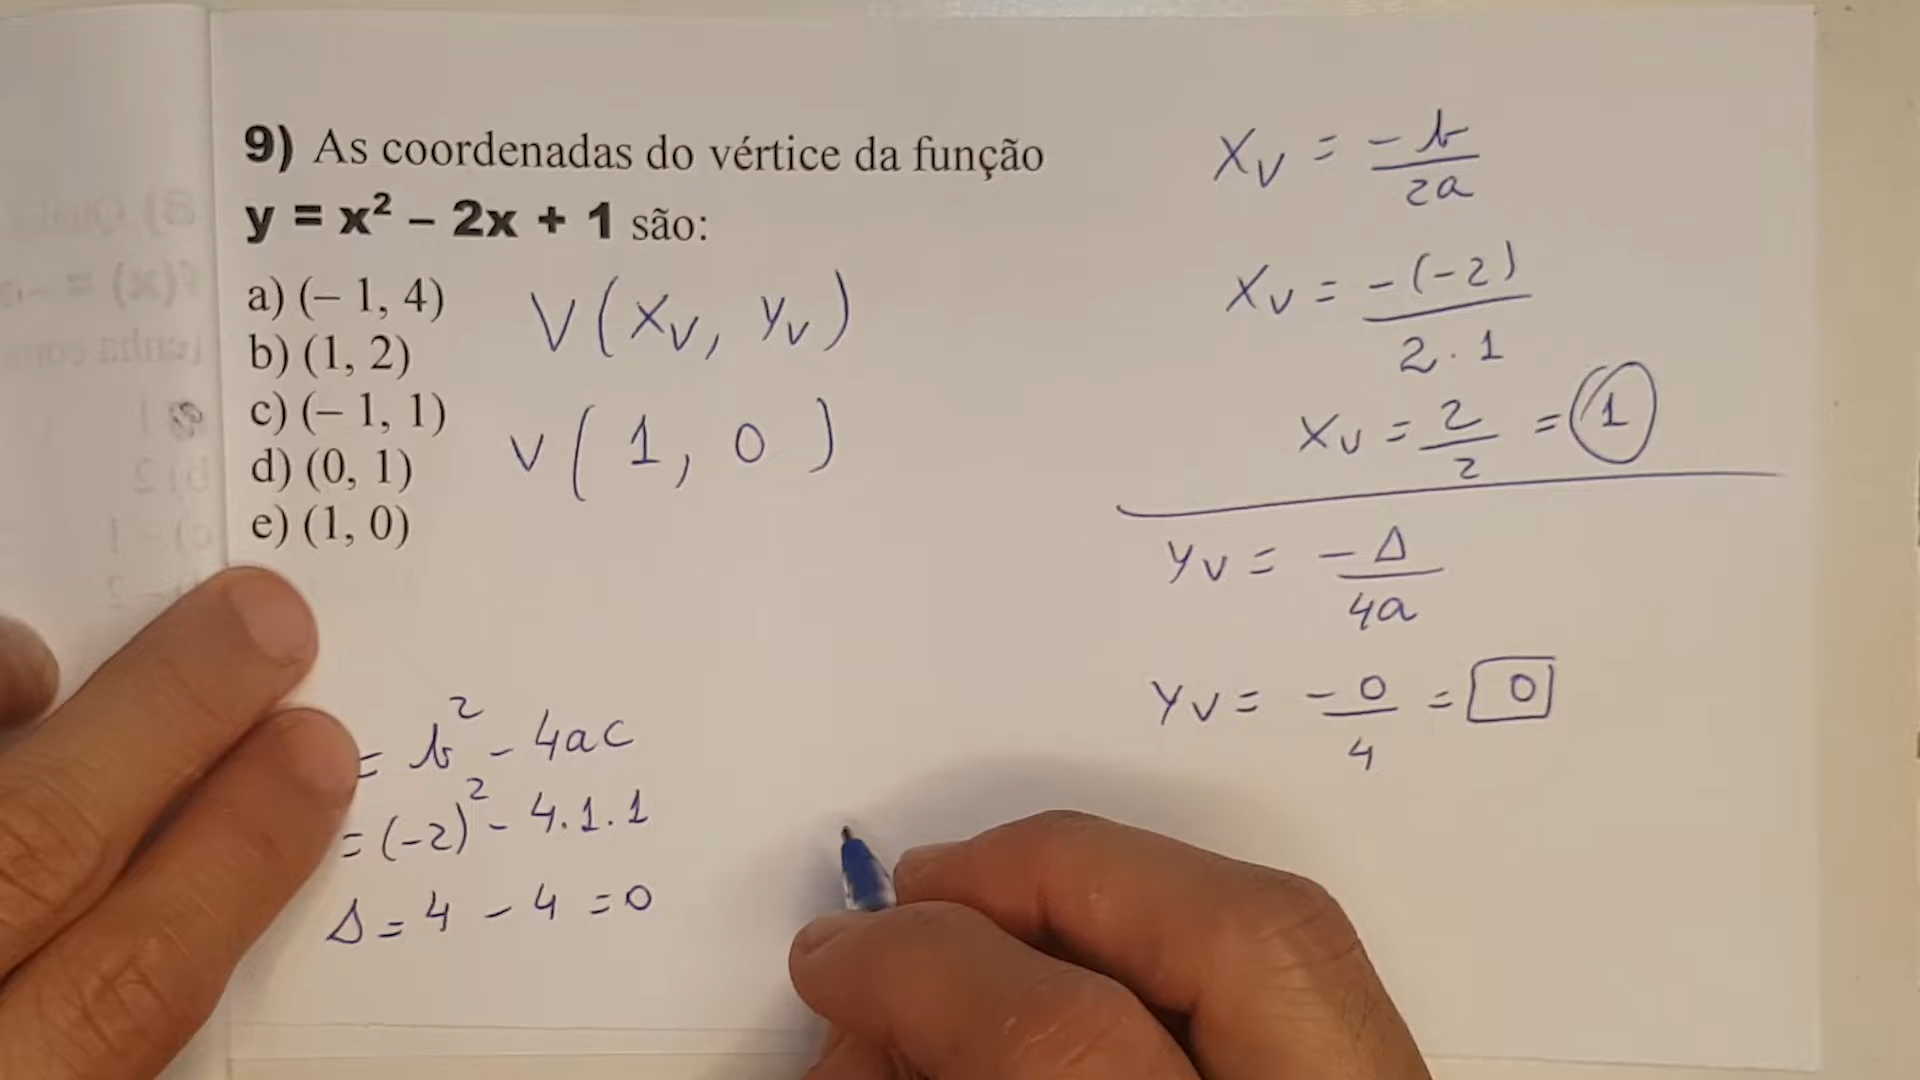 9) As coordenadas do vértice da função
y = x² – 2x + 1 são:
a) (– 1, 4)
b) (1, 2)
c) (– 1, 1)
d) (0, 1)
e) (1, 0)
V(Xv, Yv)
V(1, 0)
= b² - 4ac
= (-2)² - 4.1.1
Δ = 4 - 4 = 0
Xv = -b/2a
Xv = -(-2)/2.1
Xv = 2/2 = 1
Yv = -Δ/4a
Yv = -0/4 = 0